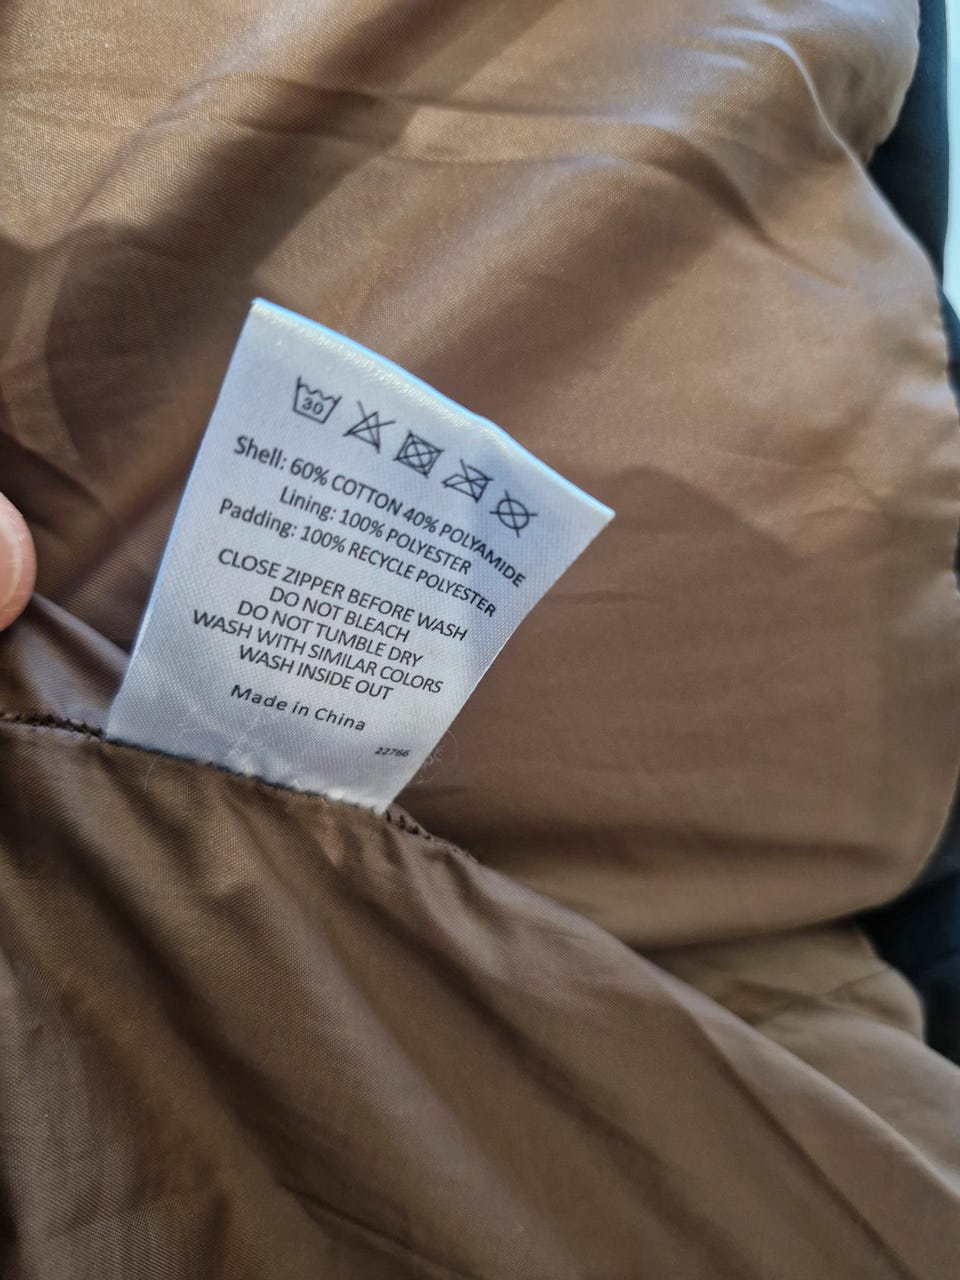 30
Shell: 60% COTTON 40% POLYAMIDE
Lining: 100% POLYESTER
Padding: 100% RECYCLE POLYESTER
CLOSE ZIPPER BEFORE WASH
DO NOT BLEACH
DO NOT TUMBLE DRY
WASH WITH SIMILAR COLORS
WASH INSIDE OUT
Made in China
22766